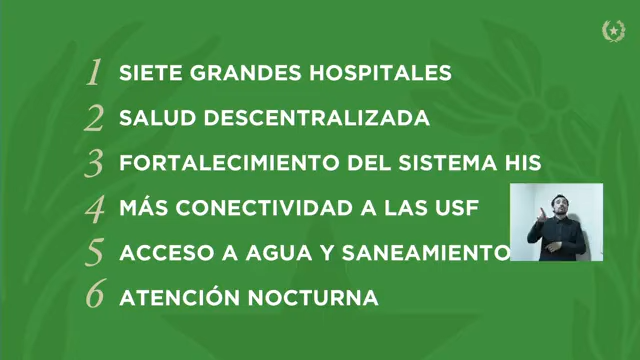 1 SIETE GRANDES HOSPITALES
2 SALUD DESCENTRALIZADA
3 FORTALECIMIENTO DEL SISTEMA HIS
4 MÁS CONECTIVIDAD A LAS USF
5 ACCESO A AGUA Y SANEAMIENTO
6 ATENCIÓN NOCTURNA